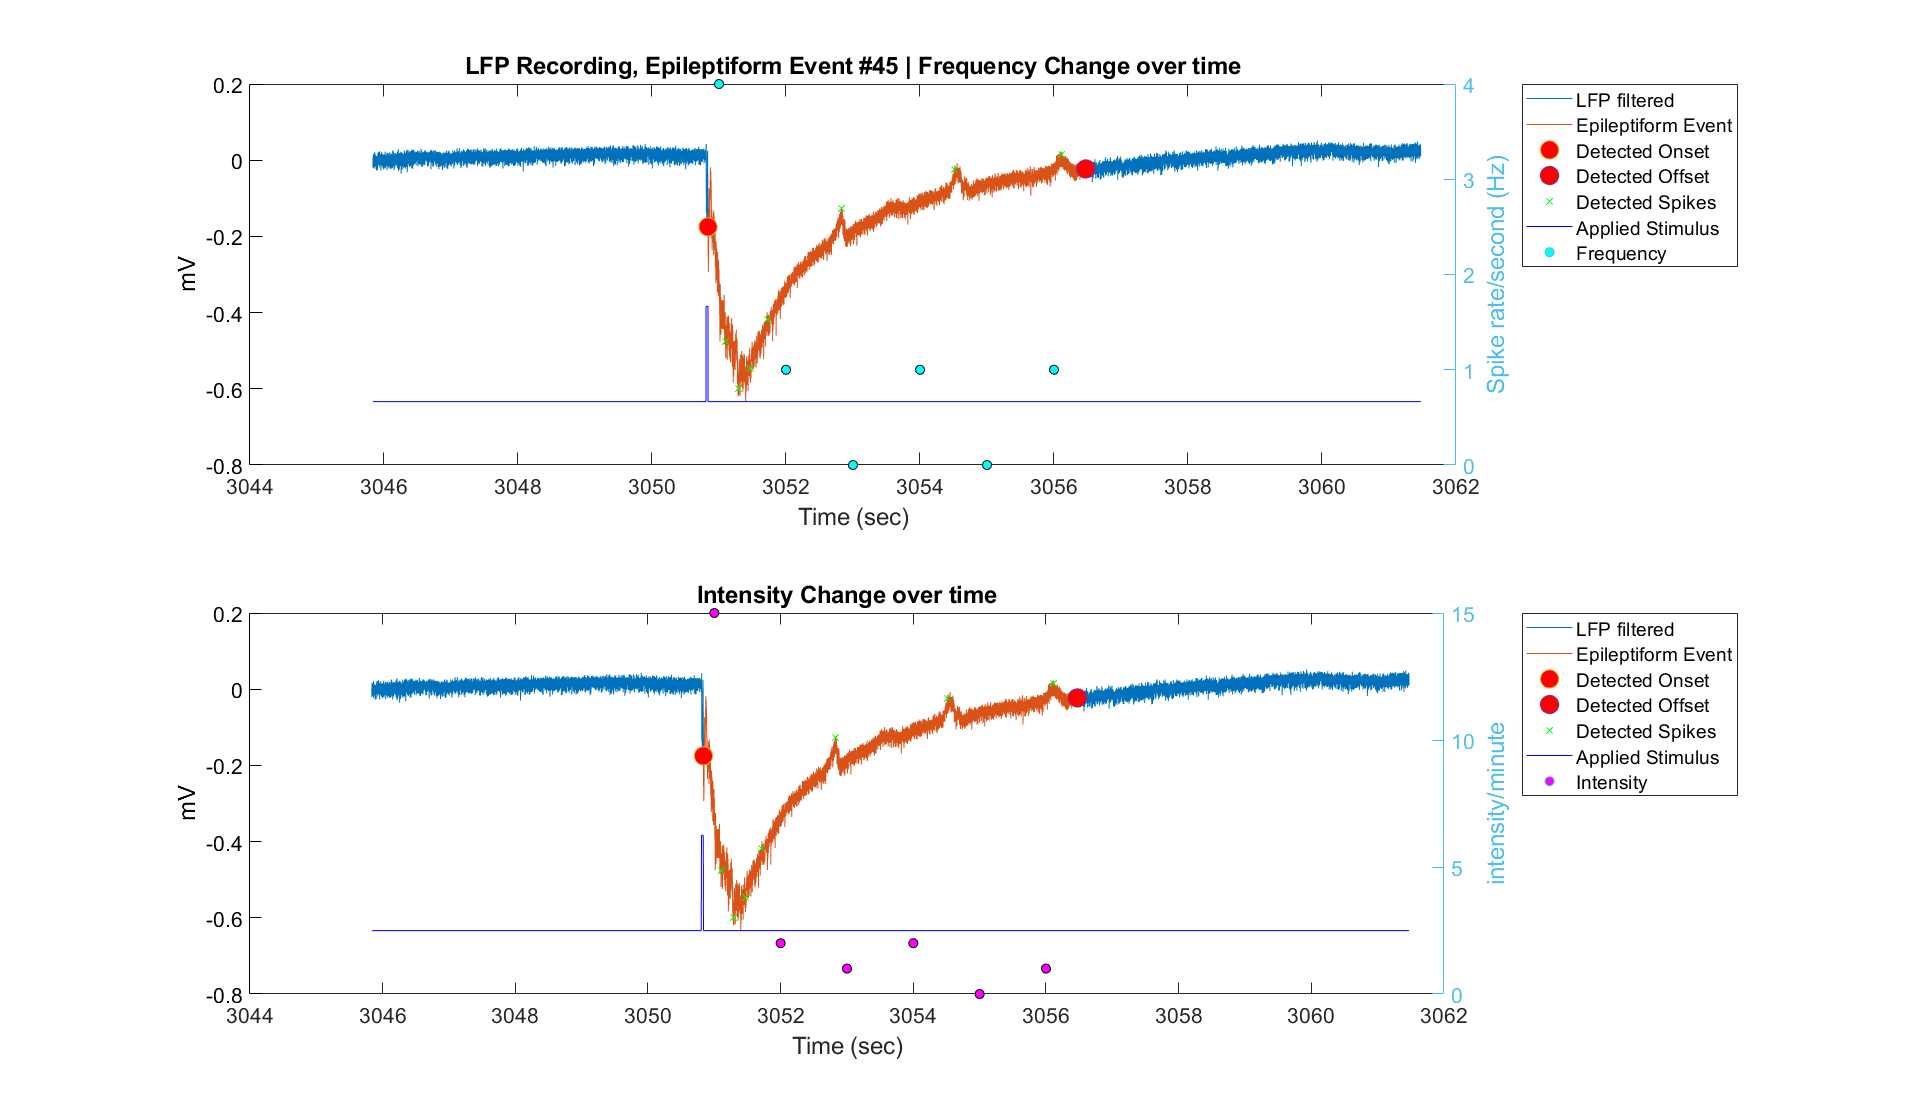 LFP Recording, Epileptiform Event #45 | Frequency Change over time
0.2
0
-0.2
-0.4
-0.6
-0.8
mV
4
3
2
1
0
Spike rate/second (Hz)
3044 3046 3048 3050 3052 3054 3056 3058 3060 3062
Time (sec)
LFP filtered
Epileptiform Event
Detected Onset
Detected Offset
Detected Spikes
Applied Stimulus
Frequency
Intensity Change over time
0.2
0
-0.2
-0.4
-0.6
-0.8
mV
15
10
5
0
intensity/minute
3044 3046 3048 3050 3052 3054 3056 3058 3060 3062
Time (sec)
LFP filtered
Epileptiform Event
Detected Onset
Detected Offset
Detected Spikes
Applied Stimulus
Intensity